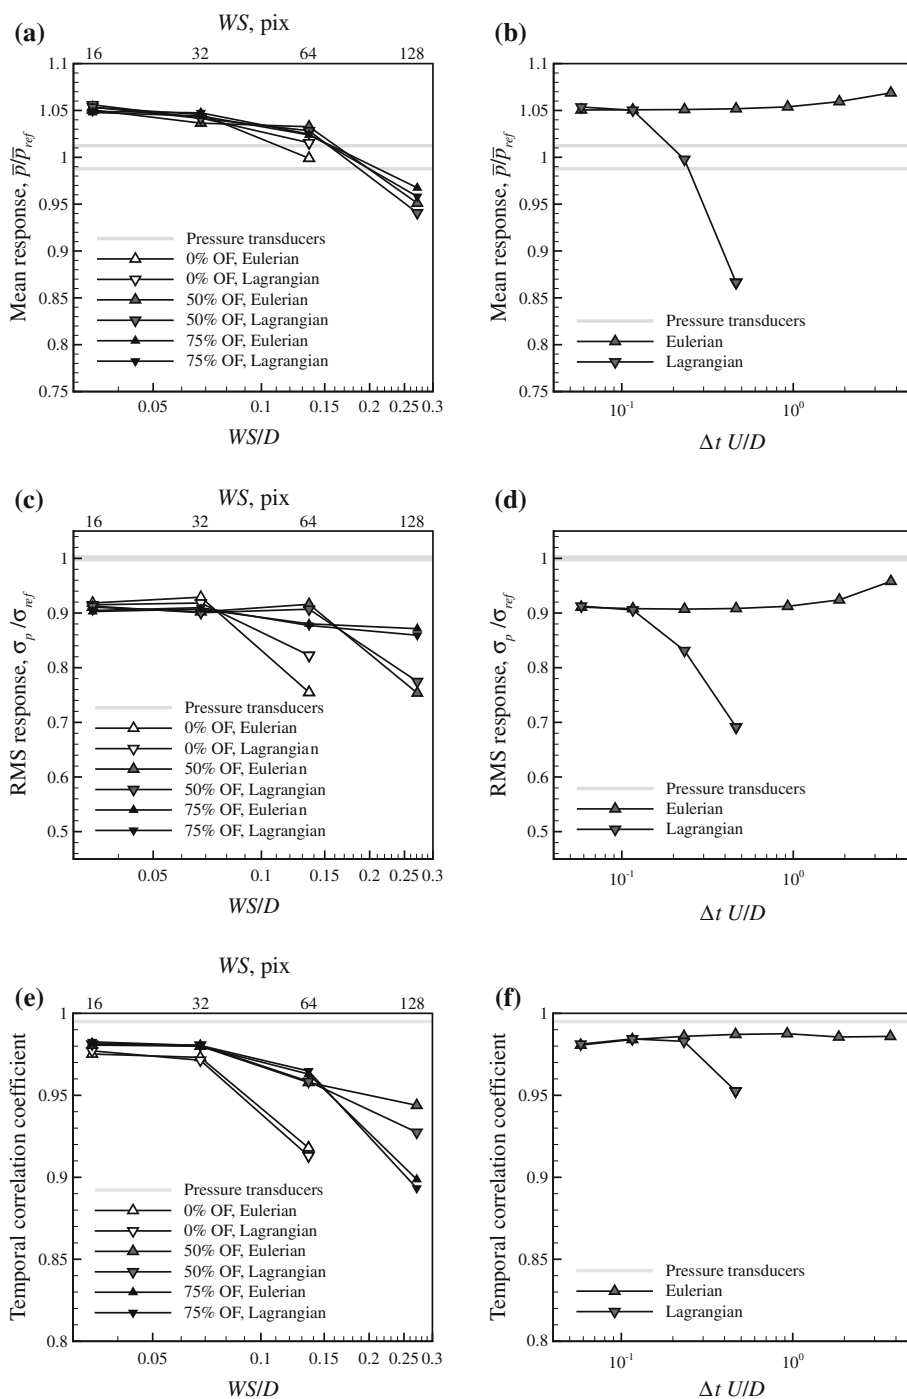 (a)
WS, pix
16 32 64 128
1.1
1.05
1
0.95
0.9
0.85
0.8
0.75
Mean response, p̅/p̅ref
Pressure transducers
0% OF, Eulerian
0% OF, Lagrangian
50% OF, Eulerian
50% OF, Lagrangian
75% OF, Eulerian
75% OF, Lagrangian
0.05 0.1 0.15 0.2 0.25 0.3
WS/D
(b)
1.1
1.05
1
0.95
0.9
0.85
0.8
0.75
Mean response, p̅/p̅ref
Pressure transducers
Eulerian
Lagrangian
10⁻¹ 10⁰
Δt U/D
(c)
WS, pix
16 32 64 128
1
0.9
0.8
0.7
0.6
0.5
RMS response, σp /σref
Pressure transducers
0% OF, Eulerian
0% OF, Lagrangian
50% OF, Eulerian
50% OF, Lagrangian
75% OF, Eulerian
75% OF, Lagrangian
0.05 0.1 0.15 0.2 0.25 0.3
WS/D
(d)
1
0.9
0.8
0.7
0.6
0.5
RMS response, σp /σref
Pressure transducers
Eulerian
Lagrangian
10⁻¹ 10⁰
Δt U/D
(e)
WS, pix
16 32 64 128
1
0.95
0.9
0.85
0.8
Temporal correlation coefficient
Pressure transducers
0% OF, Eulerian
0% OF, Lagrangian
50% OF, Eulerian
50% OF, Lagrangian
75% OF, Eulerian
75% OF, Lagrangian
0.05 0.1 0.15 0.2 0.25 0.3
WS/D
(f)
1
0.95
0.9
0.85
0.8
Temporal correlation coefficient
Pressure transducers
Eulerian
Lagrangian
10⁻¹ 10⁰
Δt U/D